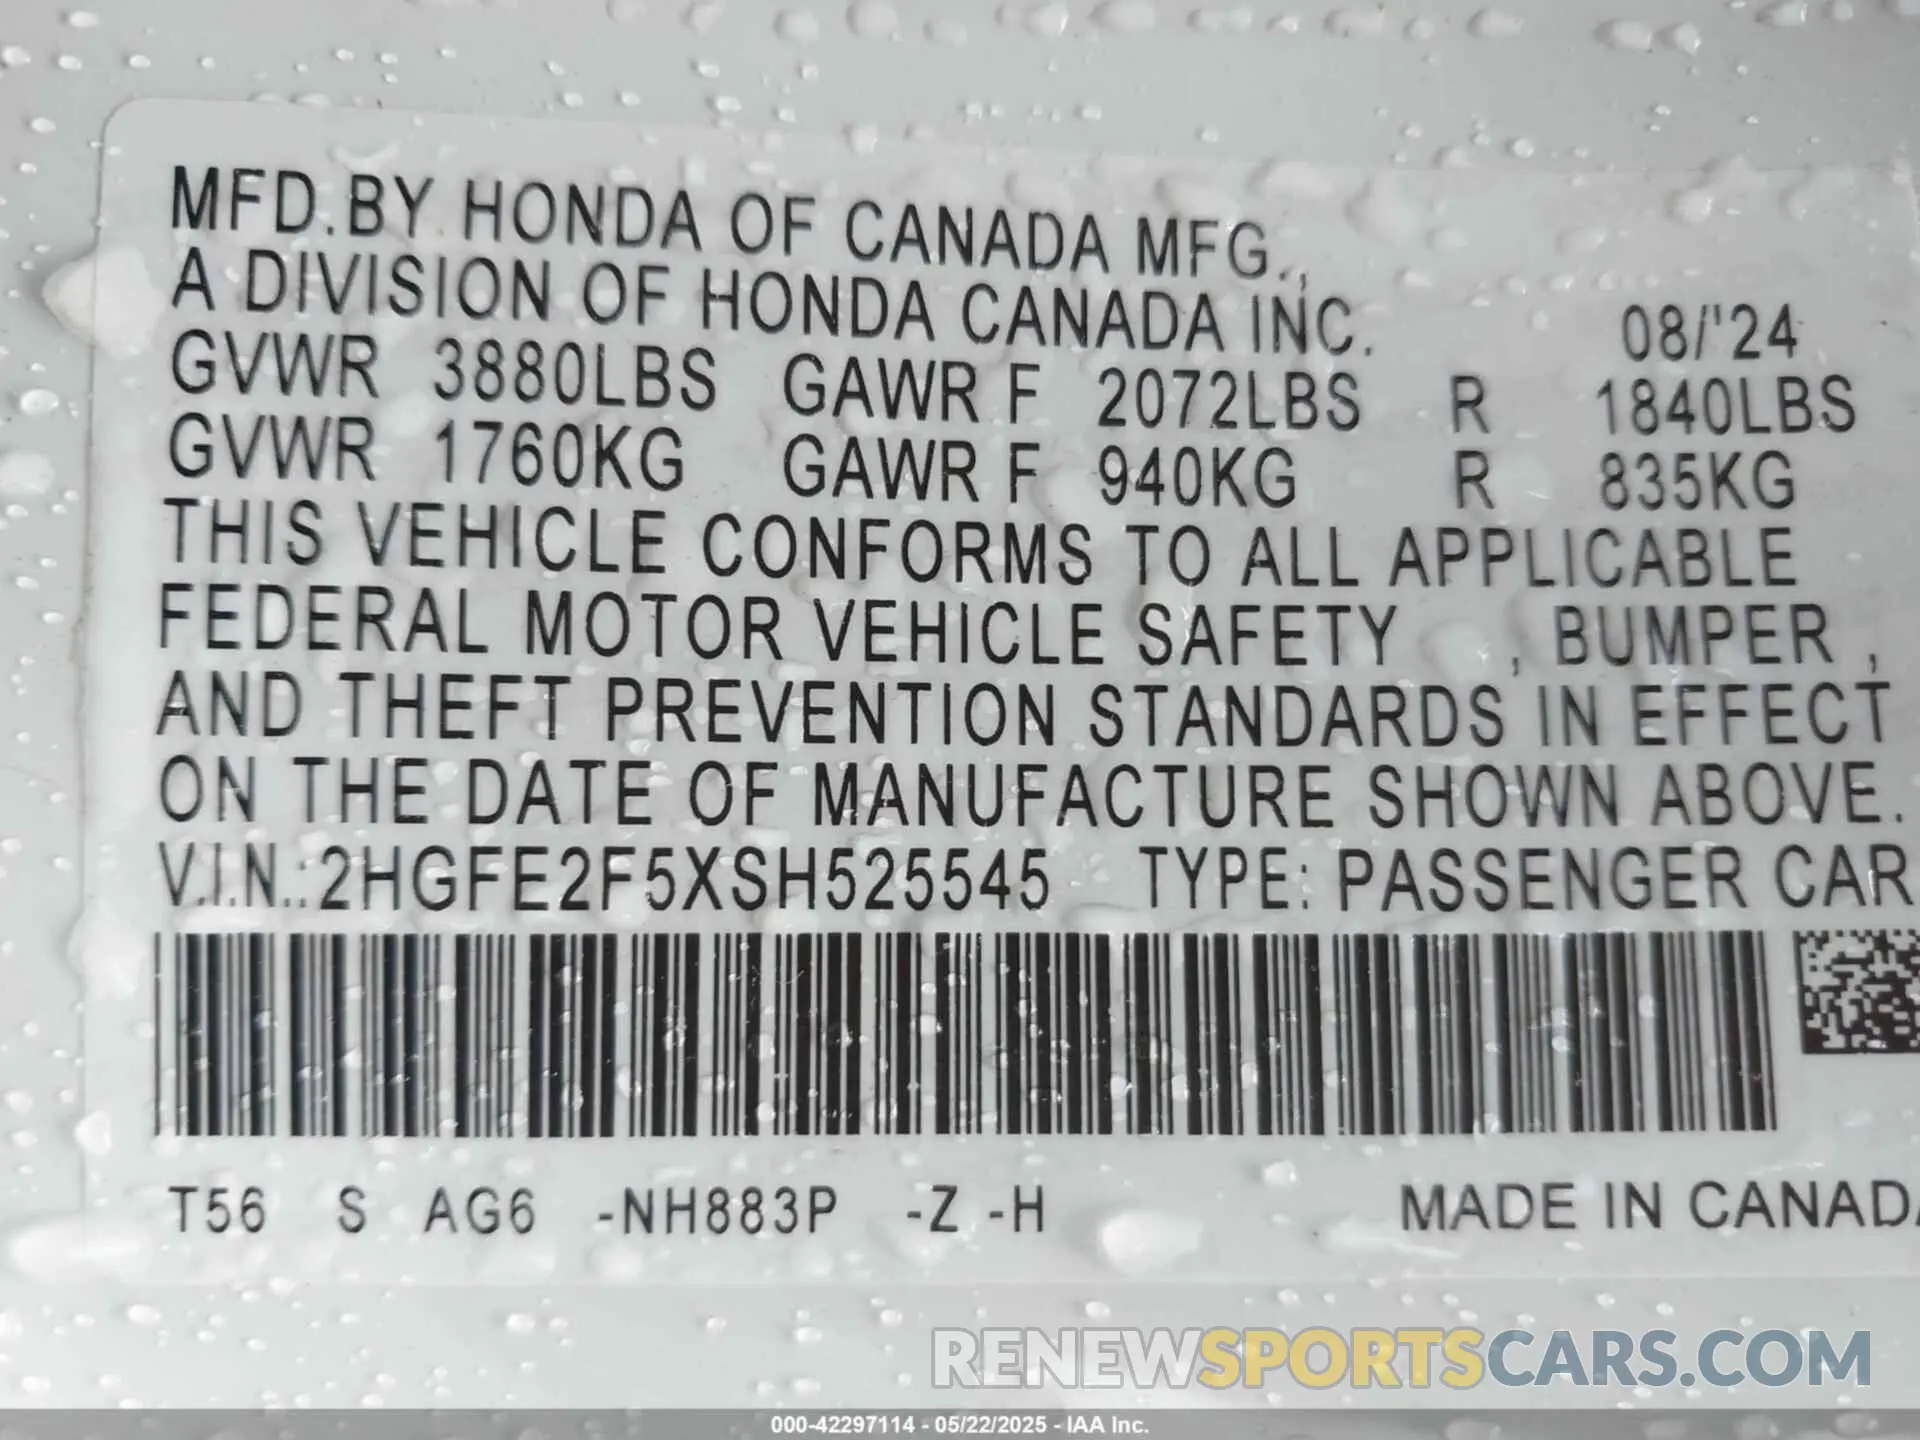 MFD.BY HONDA OF CANADA MFG.,
A DIVISION OF HONDA CANADA INC. 08/'24
GVWR 3880LBS GAWR F 2072LBS R 1840LBS
GVWR 1760KG GAWR F 940KG R 835KG
THIS VEHICLE CONFORMS TO ALL APPLICABLE
FEDERAL MOTOR VEHICLE SAFETY , BUMPER ,
AND THEFT PREVENTION STANDARDS IN EFFECT
ON THE DATE OF MANUFACTURE SHOWN ABOVE.
V.I.N.:2HGFE2F5XSH525545 TYPE: PASSENGER CAR
T56 S AG6 -NH883P -Z -H MADE IN CANADA
RENEWSPORTSCARS.COM
000-42297114 - 05/22/2025 - IAA Inc.